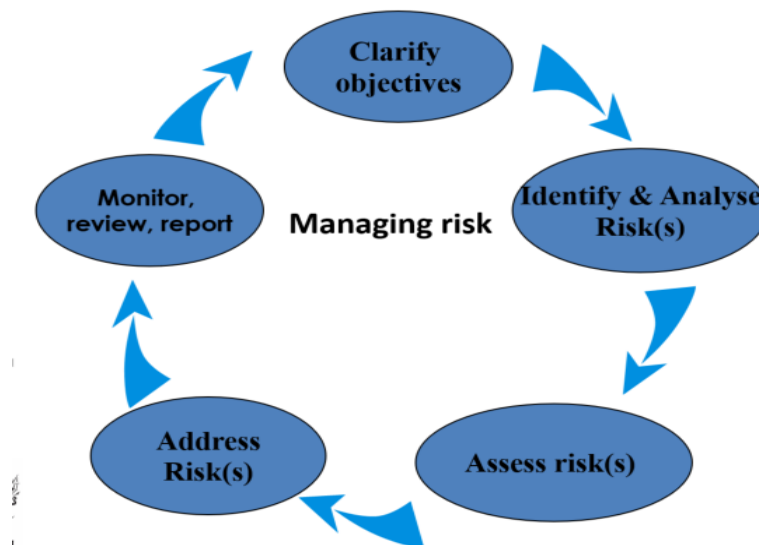 Clarify
objectives
Identify & Analyse
Risk(s)
Monitor,
review, report
Managing risk
Address
Risk(s)
Assess risk(s)